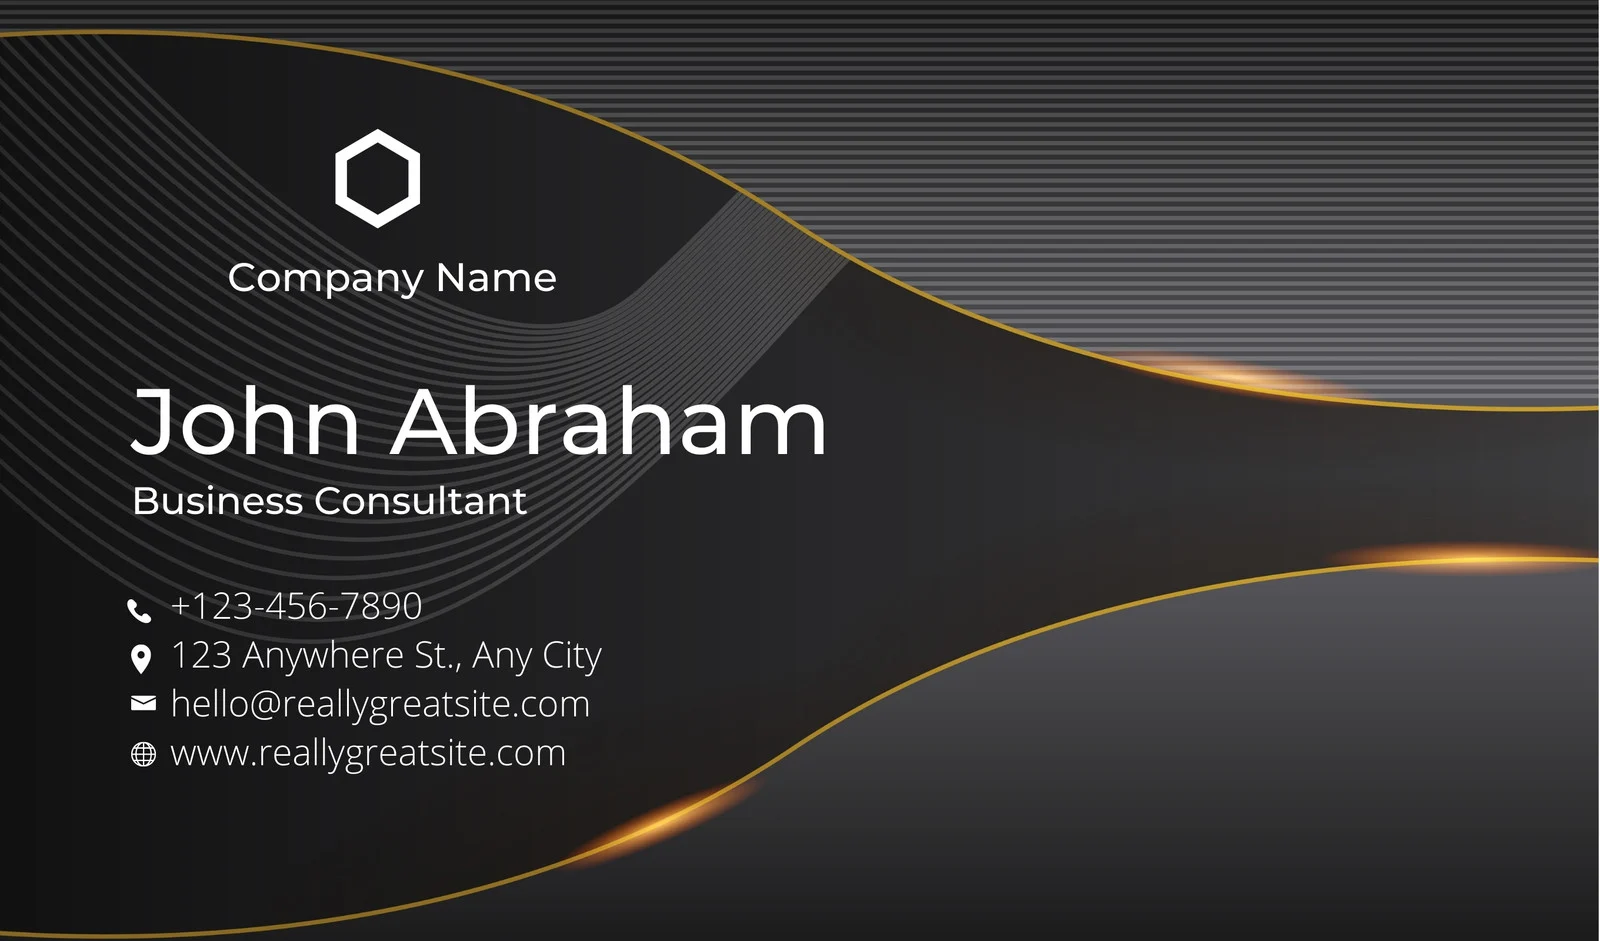 Company Name
John Abraham
Business Consultant
+123-456-7890
123 Anywhere St., Any City
hello@reallygreatsite.com
www.reallygreatsite.com